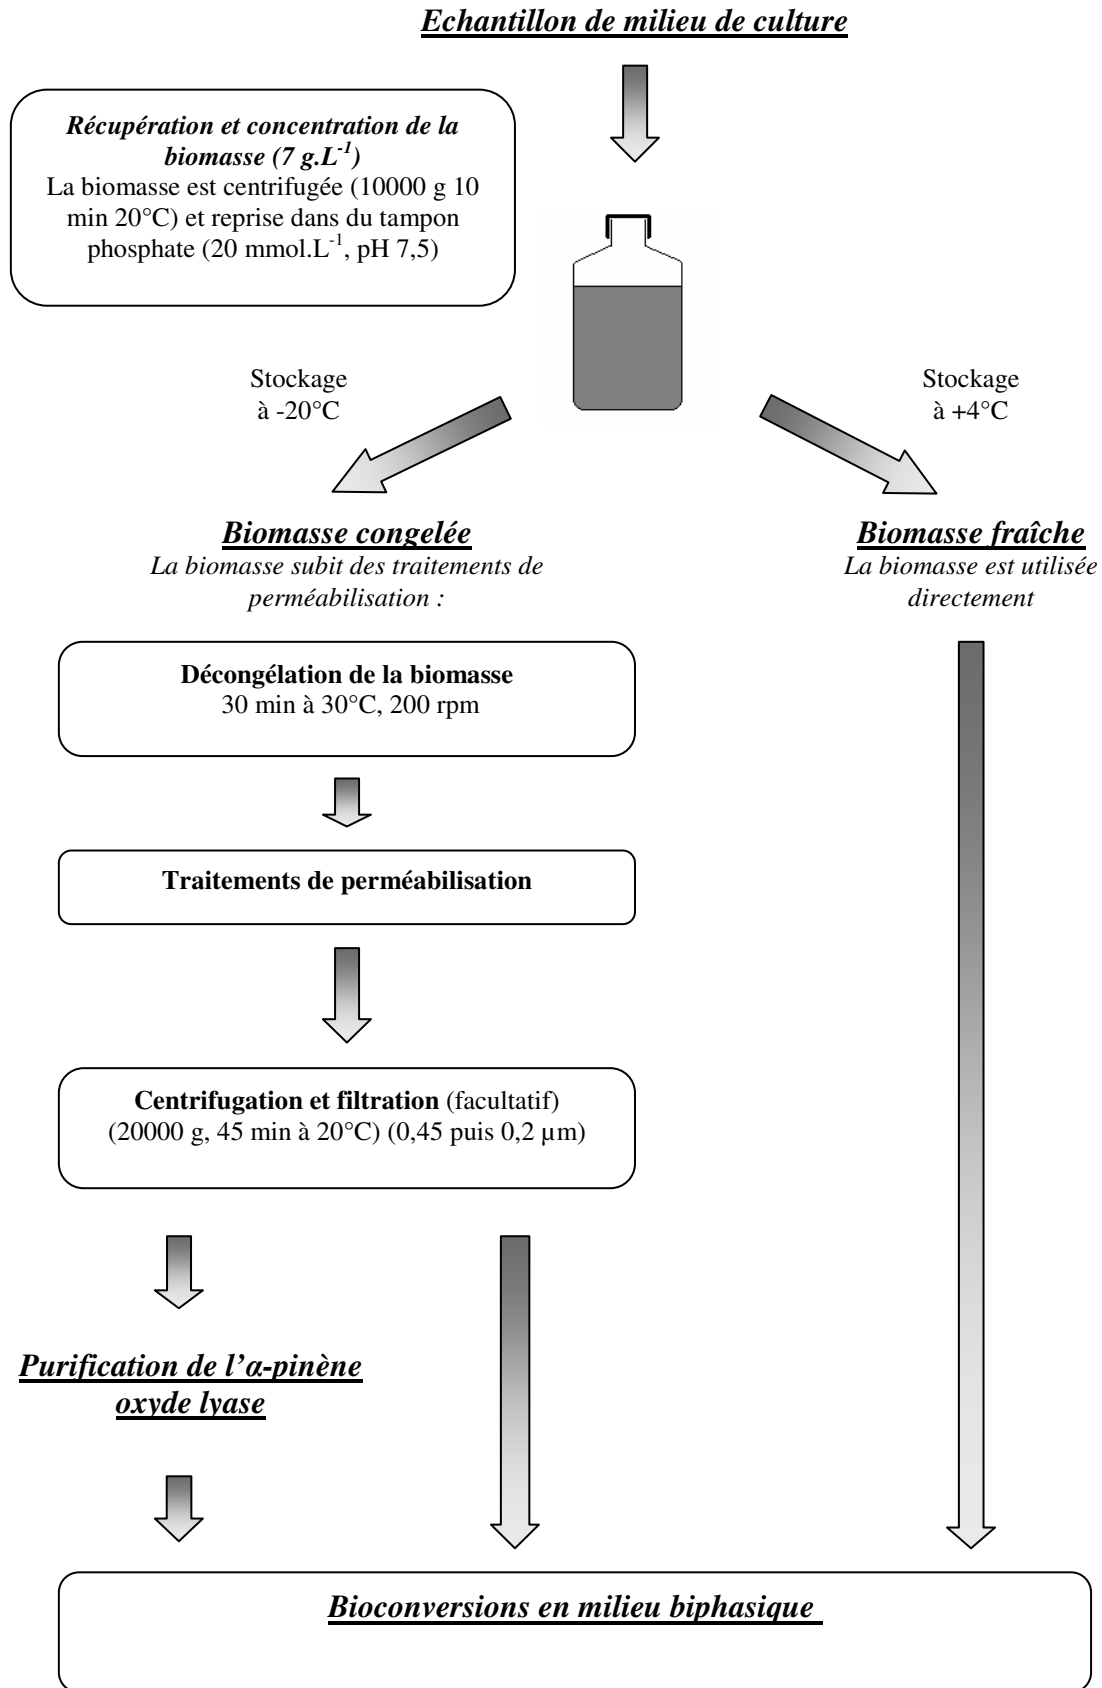 Echantillon de milieu de culture
Récupération et concentration de la
biomasse (7 g.L⁻¹)
La biomasse est centrifugée (10000 g 10
min 20°C) et reprise dans du tampon
phosphate (20 mmol.L⁻¹, pH 7,5)
Stockage
à -20°C
Stockage
à +4°C
Biomasse congelée
La biomasse subit des traitements de
perméabilisation :
Biomasse fraîche
La biomasse est utilisée
directement
Décongélation de la biomasse
30 min à 30°C, 200 rpm
Traitements de perméabilisation
Centrifugation et filtration (facultatif)
(20000 g, 45 min à 20°C) (0,45 puis 0,2 µm)
Purification de l’α-pinène
oxyde lyase
Bioconversions en milieu biphasique